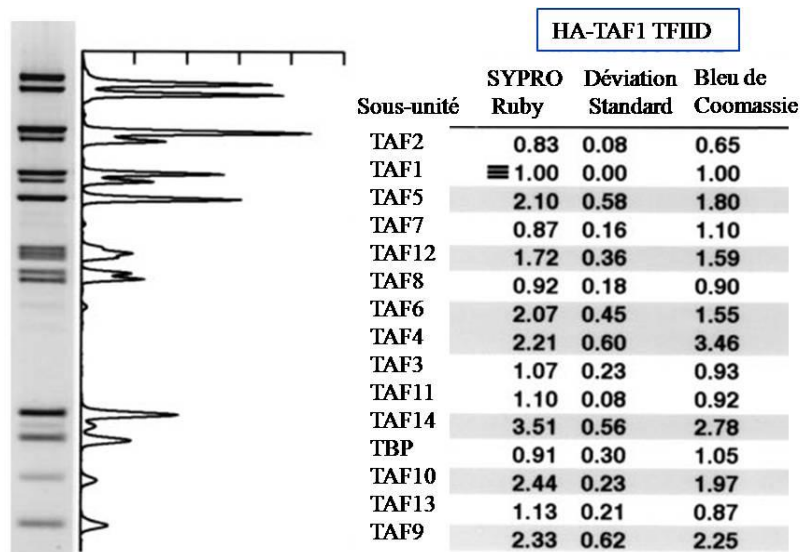 HA-TAF1 TFIID
SYPRO Déviation Bleu de
Sous-unité Ruby Standard Coomassie
TAF2 0.83 0.08 0.65
TAF1 ≡ 1.00 0.00 1.00
TAF5 2.10 0.58 1.80
TAF7 0.87 0.16 1.10
TAF12 1.72 0.36 1.59
TAF8 0.92 0.18 0.90
TAF6 2.07 0.45 1.55
TAF4 2.21 0.60 3.46
TAF3 1.07 0.23 0.93
TAF11 1.10 0.08 0.92
TAF14 3.51 0.56 2.78
TBP 0.91 0.30 1.05
TAF10 2.44 0.23 1.97
TAF13 1.13 0.21 0.87
TAF9 2.33 0.62 2.25